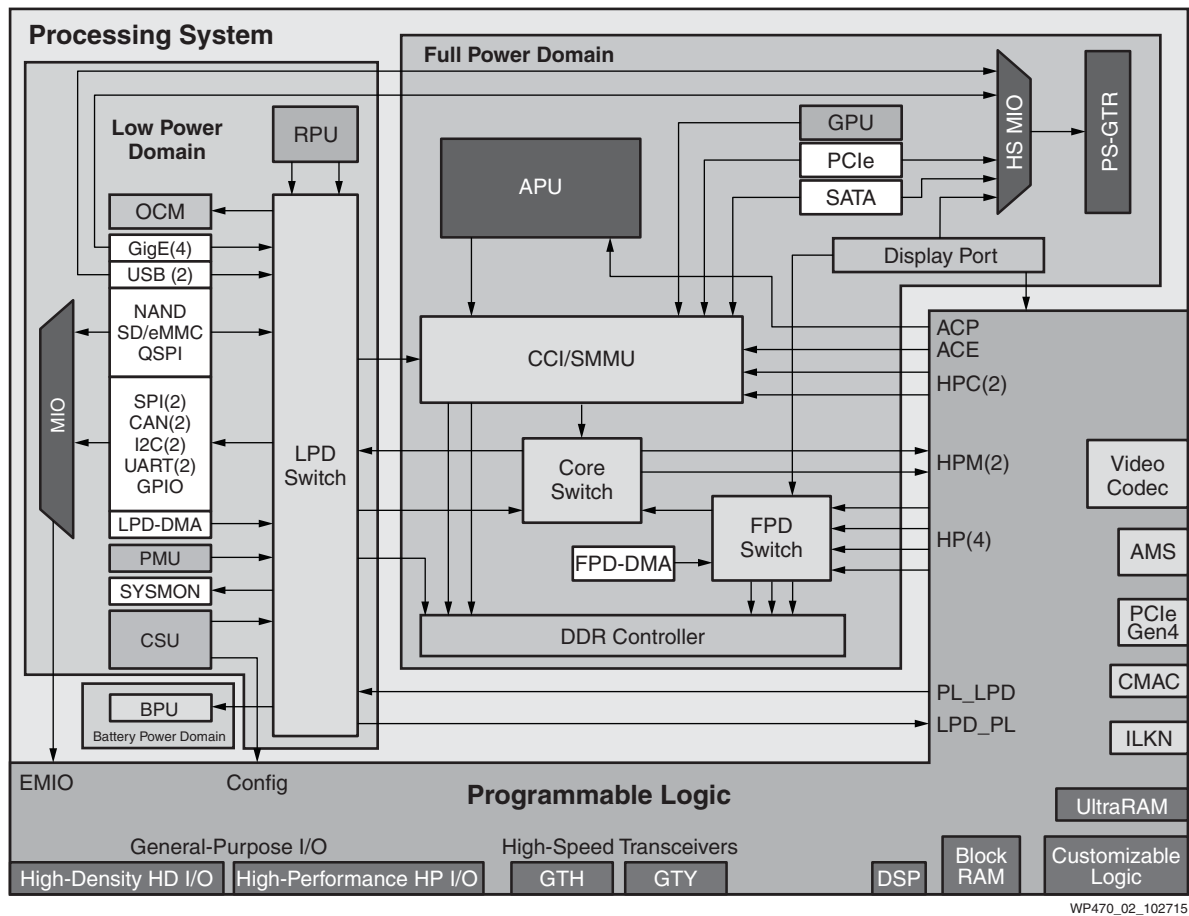 Processing System
Full Power Domain
Low Power
Domain
RPU
OCM
GigE(4)
USB (2)
NAND
SD/eMMC
QSPI
MIO
SPI(2)
CAN(2)
I2C(2)
UART(2)
GPIO
LPD-DMA
PMU
SYSMON
CSU
BPU
Battery Power Domain
LPD
Switch
APU
GPU
PCIe
SATA
HS MIO
PS-GTR
Display Port
CCI/SMMU
Core
Switch
FPD
Switch
FPD-DMA
DDR Controller
ACP
ACE
HPC(2)
HPM(2)
HP(4)
PL_LPD
LPD_PL
Video
Codec
AMS
PCIe
Gen4
CMAC
ILKN
UltraRAM
EMIO
Config
Programmable Logic
General-Purpose I/O
High-Speed Transceivers
High-Density HD I/O
High-Performance HP I/O
GTH
GTY
DSP
Block
RAM
Customizable
Logic
WP470_02_102715